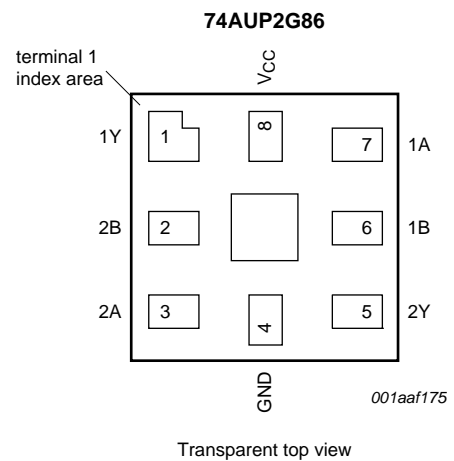 74AUP2G86
terminal 1
index area
VCC
1Y
1
8
7
1A
2B
2
6
1B
2A
3
4
5
2Y
GND
001aaf175
Transparent top view